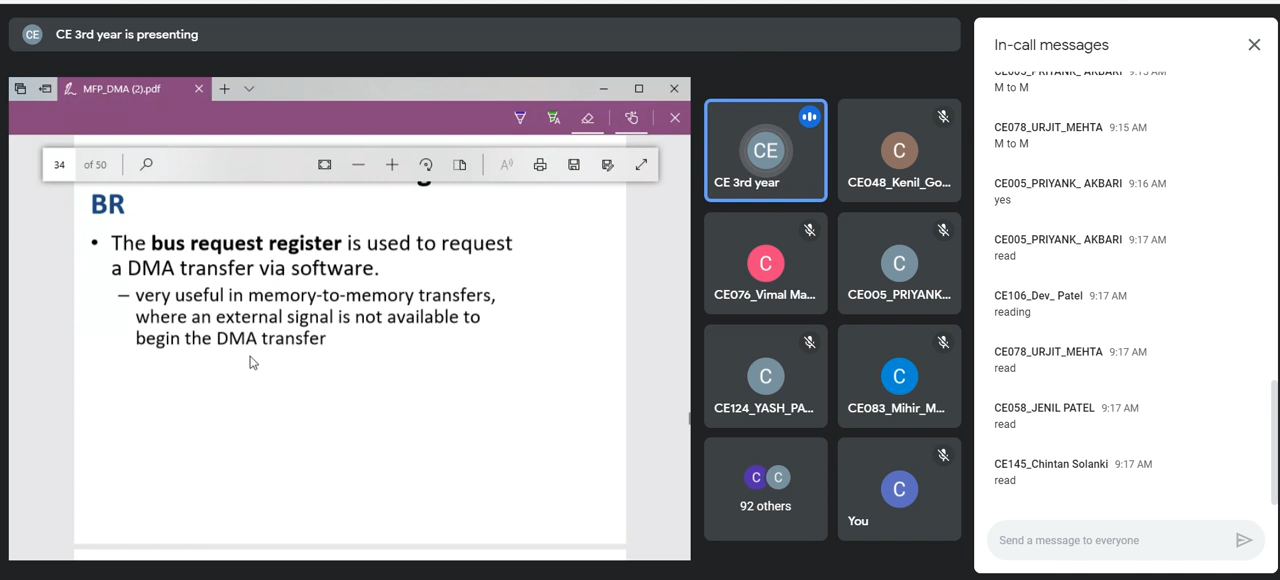 CE
CE 3rd year is presenting
MFP_DMA (2).pdf
34 of 50
BR
• The bus request register is used to request
a DMA transfer via software.
– very useful in memory-to-memory transfers,
where an external signal is not available to
begin the DMA transfer
CE
CE 3rd year
C
CE048_Kenil_Go...
C
CE076_Vimal Ma...
C
CE005_PRIYANK...
C
CE124_YASH_PA...
C
CE083_Mihir_M...
C C
92 others
C
You
In-call messages
CE005_PRIYANK_ AKBARI 9:15 AM
M to M
CE078_URJIT_MEHTA 9:15 AM
M to M
CE005_PRIYANK_ AKBARI 9:16 AM
yes
CE005_PRIYANK_ AKBARI 9:17 AM
read
CE106_Dev_ Patel 9:17 AM
reading
CE078_URJIT_MEHTA 9:17 AM
read
CE058_JENIL PATEL 9:17 AM
read
CE145_Chintan Solanki 9:17 AM
read
Send a message to everyone